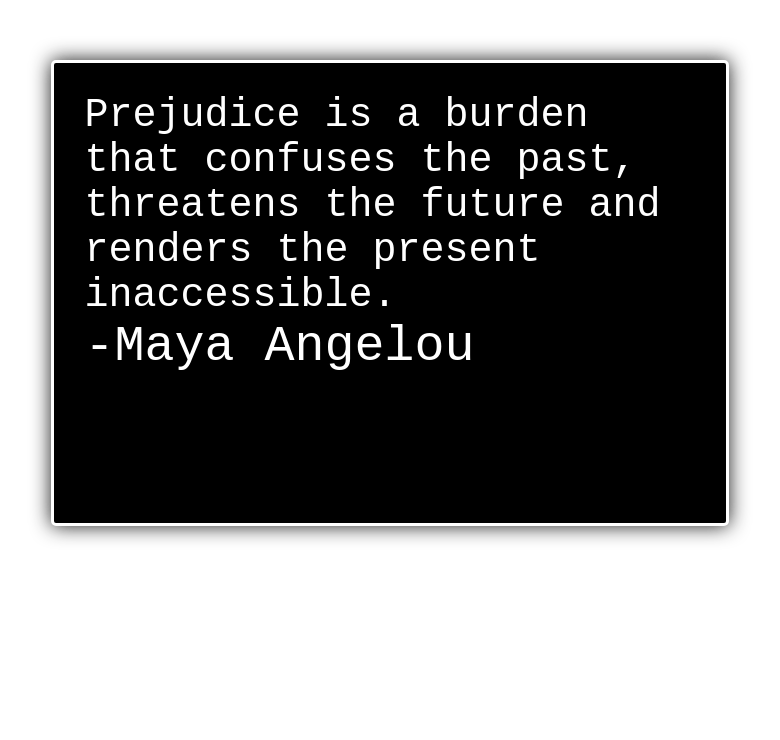 Prejudice is a burden
that confuses the past,
threatens the future and
renders the present
inaccessible.
-Maya Angelou